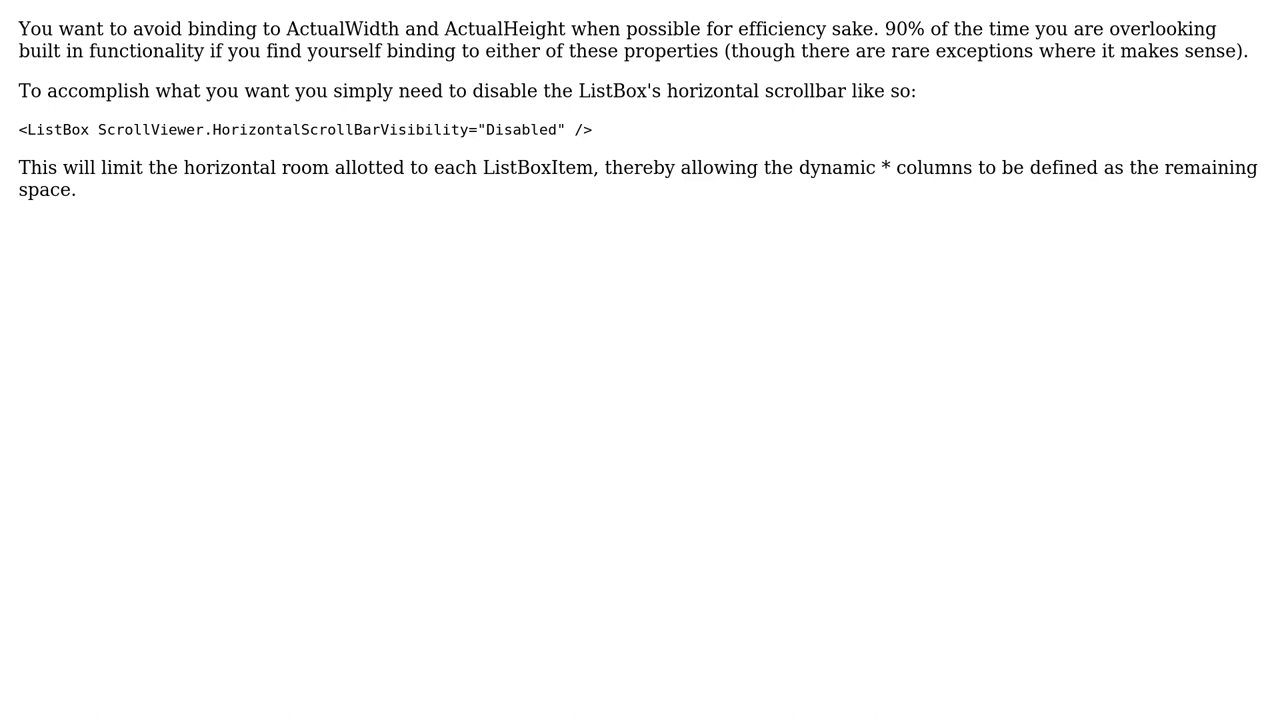 You want to avoid binding to ActualWidth and ActualHeight when possible for efficiency sake. 90% of the time you are overlooking
built in functionality if you find yourself binding to either of these properties (though there are rare exceptions where it makes sense).
To accomplish what you want you simply need to disable the ListBox's horizontal scrollbar like so:
<ListBox ScrollViewer.HorizontalScrollBarVisibility="Disabled" />
This will limit the horizontal room allotted to each ListBoxItem, thereby allowing the dynamic * columns to be defined as the remaining
space.